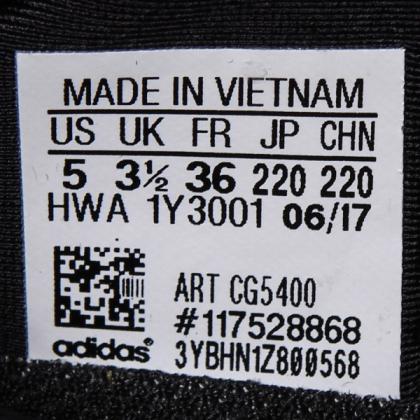 MADE IN VIETNAM
US UK FR JP CHN
5 3½ 36 220 220
HWA 1Y3001 06/17
ART CG5400
#117528868
adidas® 3YBHN1Z800568